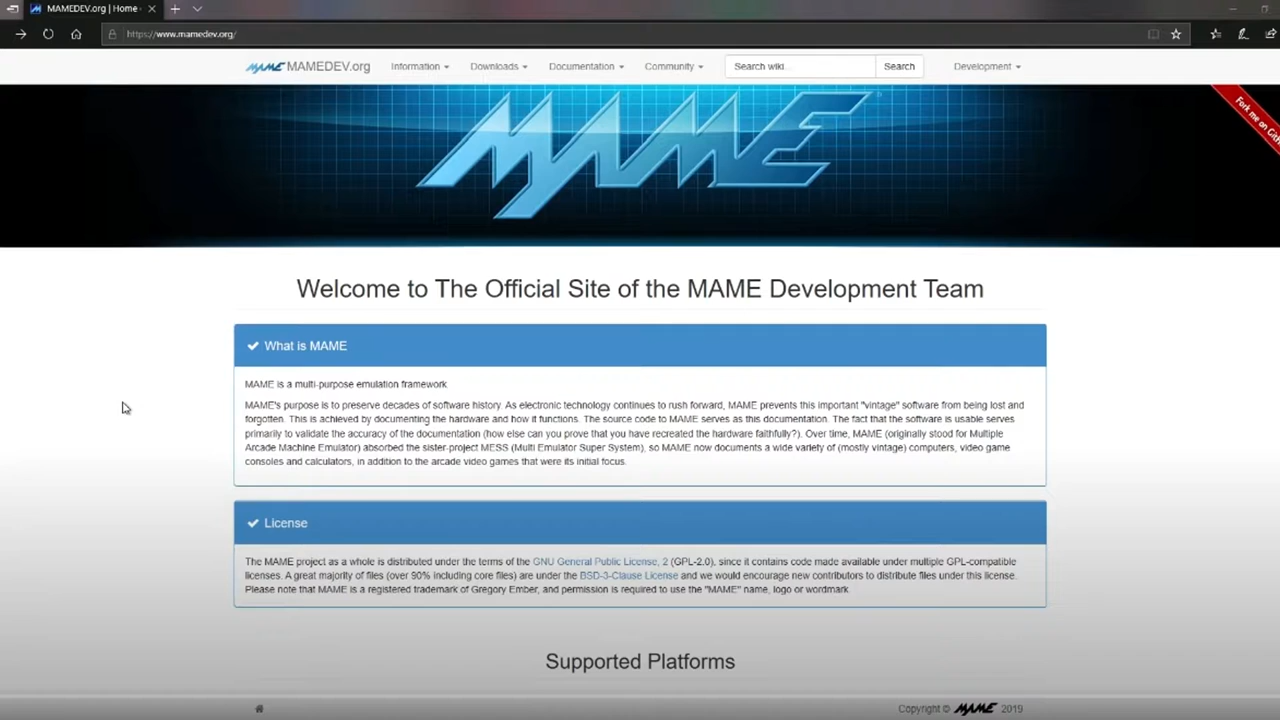 MAMEDEV.org | Home
https://www.mamedev.org/
MAME MAMEDEV.org Information Downloads Documentation Community Search wiki Search Development
MAME
Fork me on
Welcome to The Official Site of the MAME Development Team
What is MAME
MAME is a multi-purpose emulation framework
MAME's purpose is to preserve decades of software history. As electronic technology continues to rush forward, MAME prevents this important "vintage" software from being lost and
forgotten. This is achieved by documenting the hardware and how it functions. The source code to MAME serves as this documentation. The fact that the software is usable serves
primarily to validate the accuracy of the documentation (how else can you prove that you have recreated the hardware faithfully?). Over time, MAME (originally stood for Multiple
Arcade Machine Emulator) absorbed the sister-project MESS (Multi Emulator Super System), so MAME now documents a wide variety of (mostly vintage) computers, video game
consoles and calculators, in addition to the arcade video games that were its initial focus.
License
The MAME project as a whole is distributed under the terms of the GNU General Public License, 2 (GPL-2.0), since it contains code made available under multiple GPL-compatible
licenses. A great majority of files (over 90% including core files) are under the BSD-3-Clause License and we would encourage new contributors to distribute files under this license.
Please note that MAME is a registered trademark of Gregory Ember, and permission is required to use the "MAME" name, logo or wordmark.
Supported Platforms
Copyright © MAME 2019